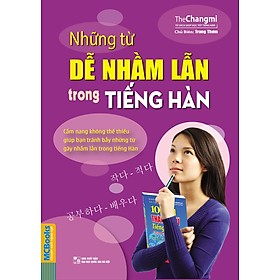 TheChangmi
Chủ Biên: Trang Thơm
Những từ
DỄ NHẦM LẪN
trong TIẾNG HÀN
Cẩm nang không thể thiếu
giúp bạn tránh bẫy những từ
gây nhầm lẫn trong tiếng Hàn
작다 - 적다
공부하다 - 배우다
MCBooks